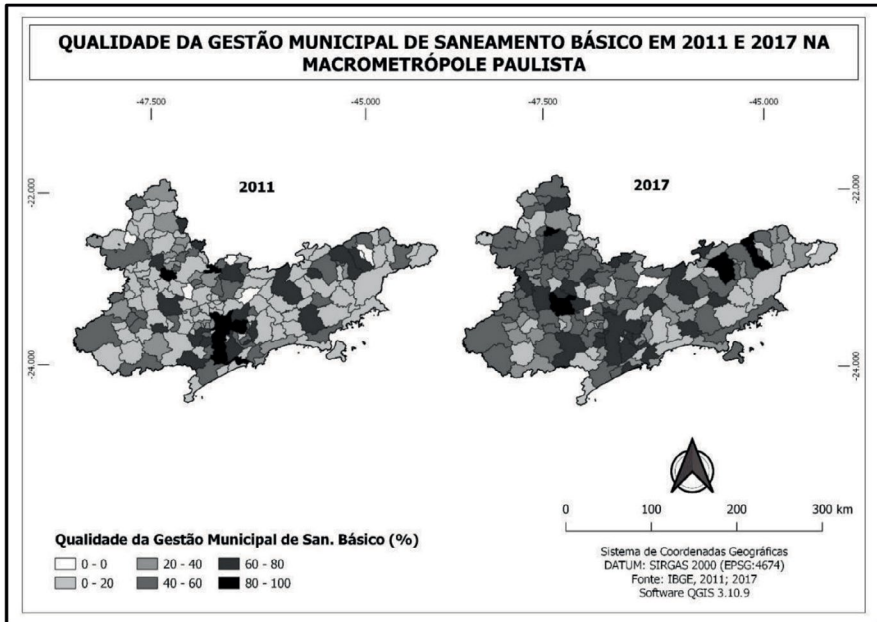 QUALIDADE DA GESTÃO MUNICIPAL DE SANEAMENTO BÁSICO EM 2011 E 2017 NA
MACROMETRÓPOLE PAULISTA
-47.500
-45.000
-47.500
-45.000
-22.000
2011
2017
-22.000
-24.000
-24.000
0
100
200
300 km
Qualidade da Gestão Municipal de San. Básico (%)
0 - 0
20 - 40
60 - 80
0 - 20
40 - 60
80 - 100
Sistema de Coordenadas Geográficas
DATUM: SIRGAS 2000 (EPSG:4674)
Fonte: IBGE, 2011; 2017
Software QGIS 3.10.9